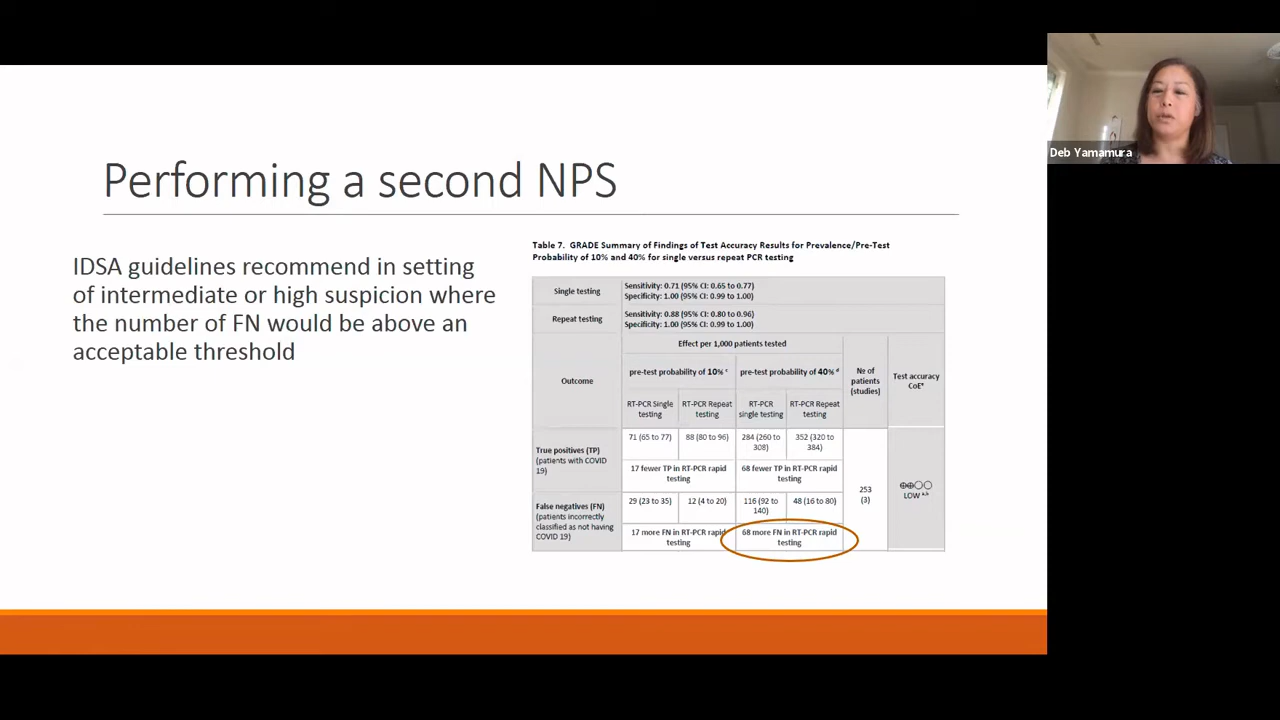 Performing a second NPS
IDSA guidelines recommend in setting
of intermediate or high suspicion where
the number of FN would be above an
acceptable threshold
Table 7. GRADE Summary of Findings of Test Accuracy Results for Prevalence/Pre-Test
Probability of 10% and 40% for single versus repeat PCR testing
Single testing
Sensitivity: 0.71 (95% CI: 0.65 to 0.77)
Specificity: 1.00 (95% CI: 0.99 to 1.00)
Repeat testing
Sensitivity: 0.88 (95% CI: 0.80 to 0.96)
Specificity: 1.00 (95% CI: 0.99 to 1.00)
Outcome
Effect per 1,000 patients tested
pre-test probability of 10% c
pre-test probability of 40% d
RT-PCR Single
testing
RT-PCR Repeat
testing
RT-PCR
single testing
RT-PCR Repeat
testing
№ of
patients
(studies)
Test accuracy
CoE*
True positives (TP)
(patients with COVID
19)
71 (65 to 77)
88 (80 to 96)
284 (260 to
308)
352 (320 to
384)
17 fewer TP in RT-PCR rapid
testing
68 fewer TP in RT-PCR rapid
testing
False negatives (FN)
(patients incorrectly
classified as not having
COVID 19)
29 (23 to 35)
12 (4 to 20)
116 (92 to
140)
48 (16 to 80)
17 more FN in RT-PCR rapid
testing
68 more FN in RT-PCR rapid
testing
253
(3)
⨁⨁◯◯
LOW a,b
Deb Yamamura